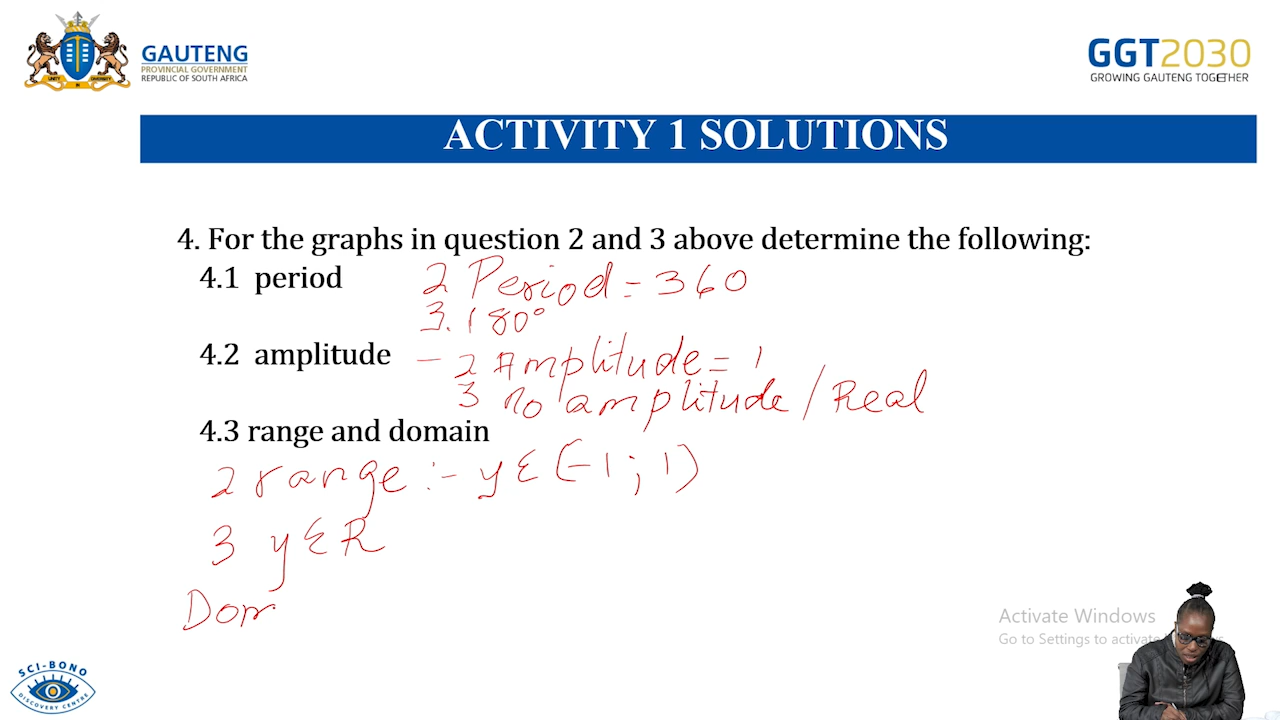 GAUTENG
PROVINCIAL GOVERNMENT
REPUBLIC OF SOUTH AFRICA
UNITY IN DIVERSITY
GGT2030
GROWING GAUTENG TOGETHER
ACTIVITY 1 SOLUTIONS
4. For the graphs in question 2 and 3 above determine the following:
4.1 period
2 Period = 360
3. 180°
4.2 amplitude
- 2 Amplitude = 1
3 no amplitude / Real
4.3 range and domain
2 range :- y ε (-1 ; 1)
3 y ε R
Dom
Activate Windows
Go to Settings to activate
SCI-BONO
DISCOVERY CENTRE